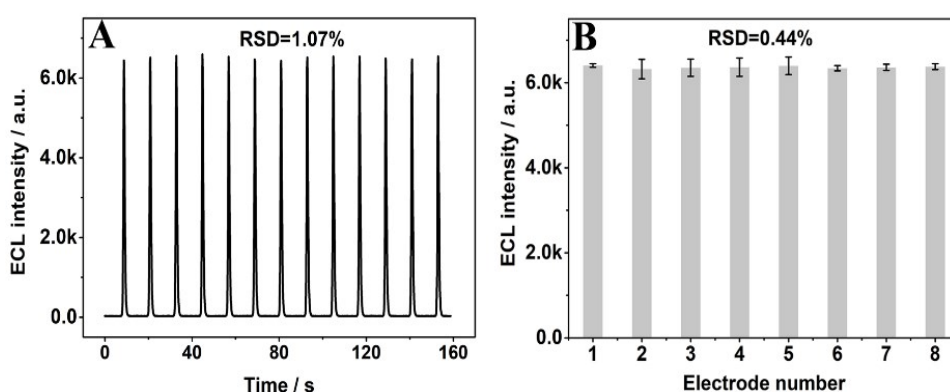 A
RSD=1.07%
ECL intensity / a.u.
6.0k
4.0k
2.0k
0.0
0 40 80 120 160
Time / s
B
RSD=0.44%
ECL intensity / a.u.
6.0k
4.0k
2.0k
0.0
1 2 3 4 5 6 7 8
Electrode number